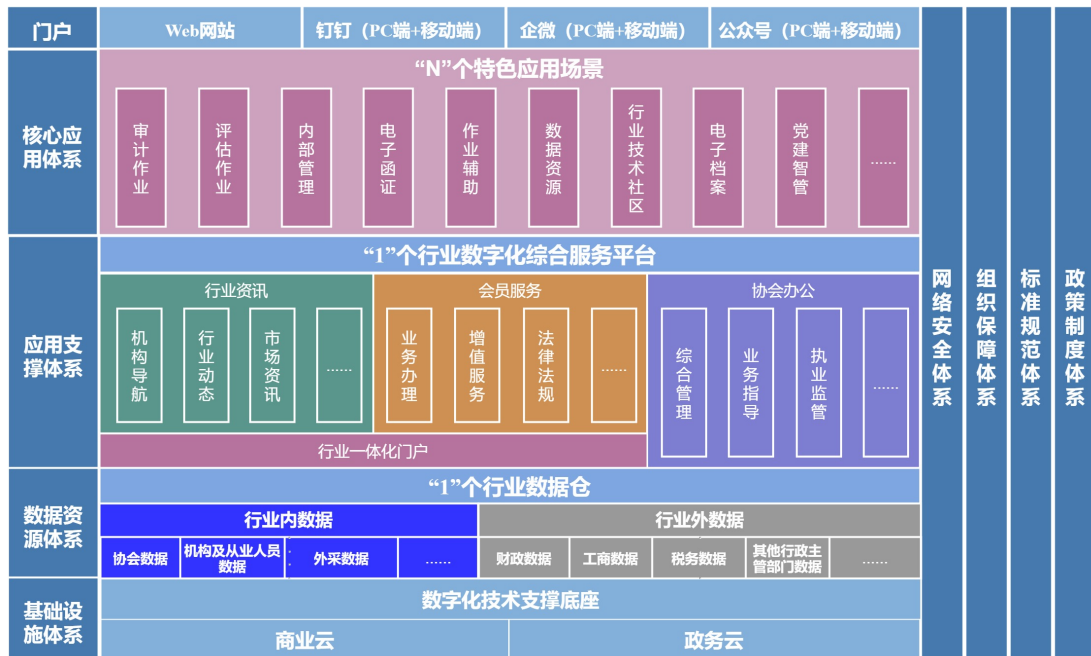 门户
Web网站
钉钉（PC端+移动端）
企微（PC端+移动端）
公众号（PC端+移动端）
核心应
用体系
“N”个特色应用场景
审计作业
评估作业
内部管理
电子函证
作业辅助
数据资源
行业技术社区
电子档案
党建智管
......
应用支
撑体系
“1”个行业数字化综合服务平台
行业资讯
机构导航
行业动态
市场资讯
......
会员服务
业务办理
增值服务
法律法规
......
协会办公
综合管理
业务指导
执业监管
......
行业一体化门户
数据资
源体系
“1”个行业数据仓
行业内数据
行业外数据
协会数据
机构及从业人员
数据
外采数据
......
财政数据
工商数据
税务数据
其他行政主
管部门数据
......
基础设
施体系
数字化技术支撑底座
商业云
政务云
网络安全体系
组织保障体系
标准规范体系
政策制度体系